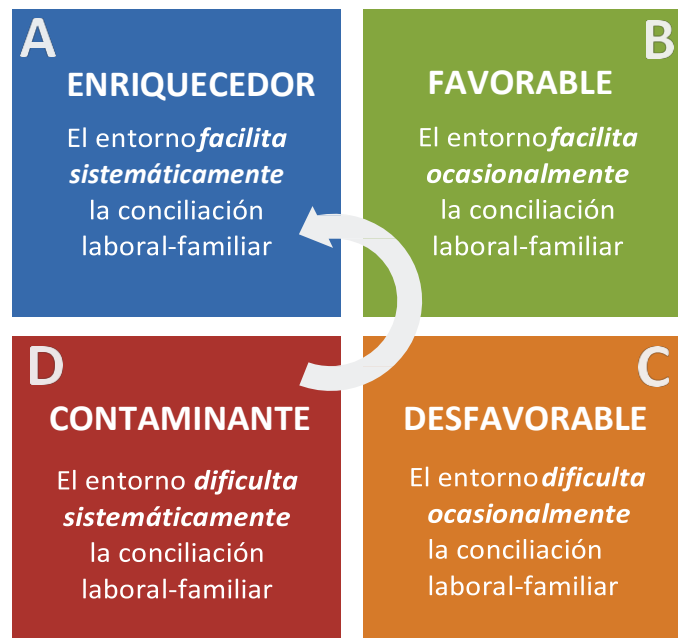 A
ENRIQUECEDOR
El entorno facilita
sistemáticamente
la conciliación
laboral-familiar
B
FAVORABLE
El entorno facilita
ocasionalmente
la conciliación
laboral-familiar
D
CONTAMINANTE
El entorno dificulta
sistemáticamente
la conciliación
laboral-familiar
C
DESFAVORABLE
El entorno dificulta
ocasionalmente
la conciliación
laboral-familiar